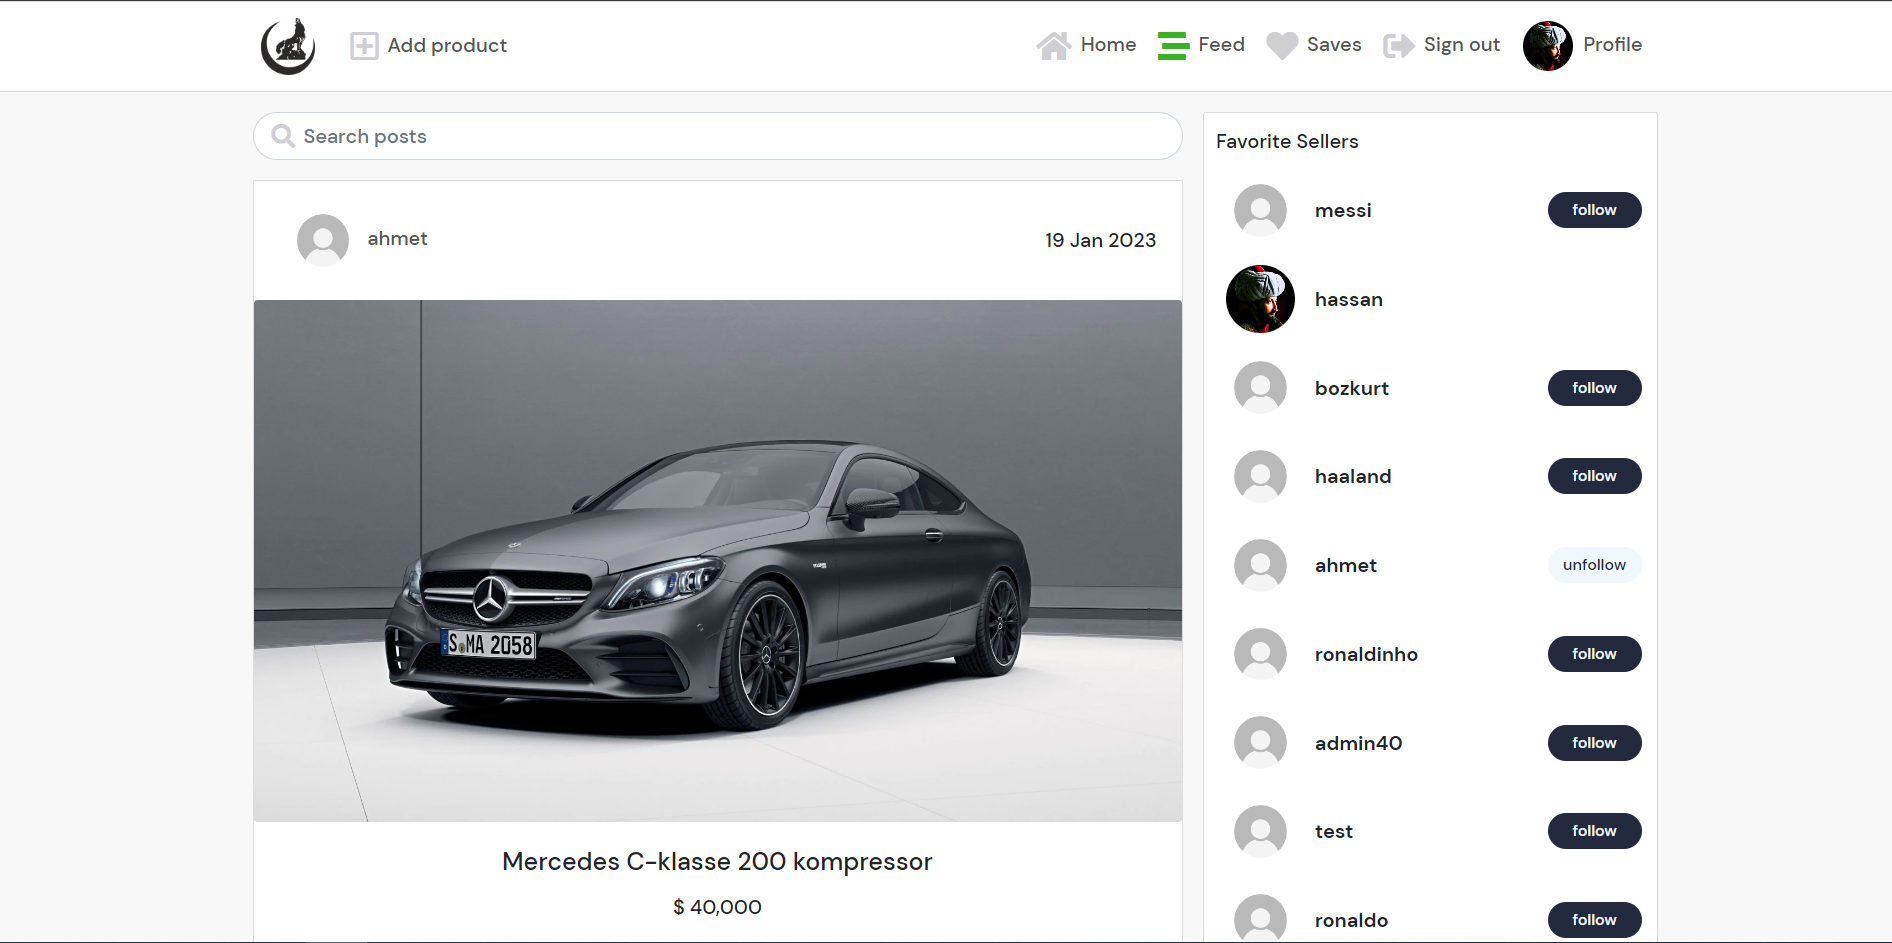 Add product
Home
Feed
Saves
Sign out
Profile
Search posts
ahmet
19 Jan 2023
S MA 2058
Mercedes C-klasse 200 kompressor
$ 40,000
Favorite Sellers
messi
follow
hassan
bozkurt
follow
haaland
follow
ahmet
unfollow
ronaldinho
follow
admin40
follow
test
follow
ronaldo
follow